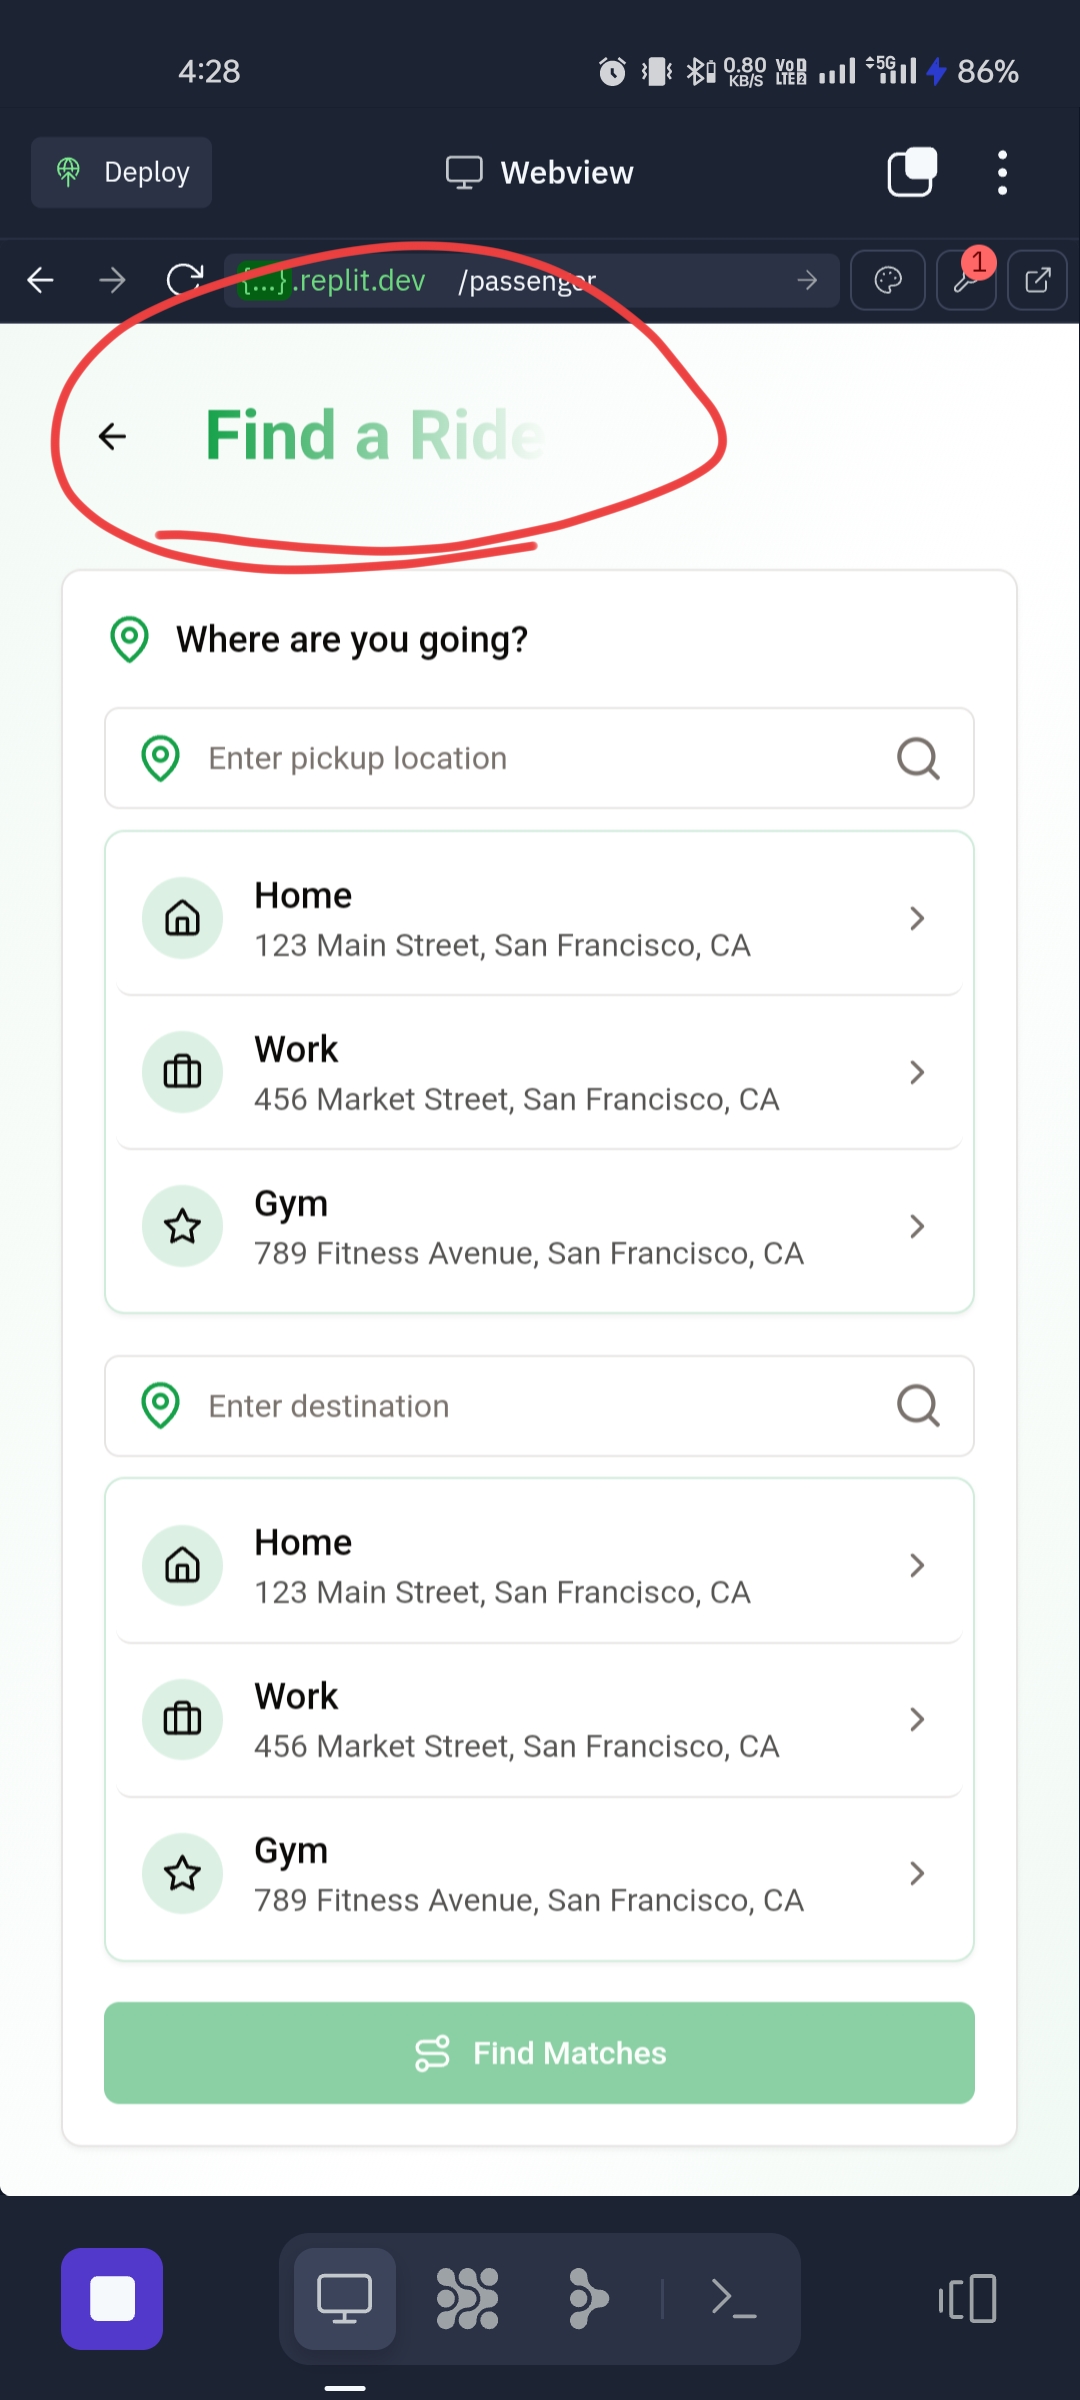 4:28
0.80 KB/S VoD LTE2 5G 86%
Deploy
Webview
{...}.replit.dev /passenger
1
Find a Ride
Where are you going?
Enter pickup location
Home
123 Main Street, San Francisco, CA
Work
456 Market Street, San Francisco, CA
Gym
789 Fitness Avenue, San Francisco, CA
Enter destination
Home
123 Main Street, San Francisco, CA
Work
456 Market Street, San Francisco, CA
Gym
789 Fitness Avenue, San Francisco, CA
Find Matches